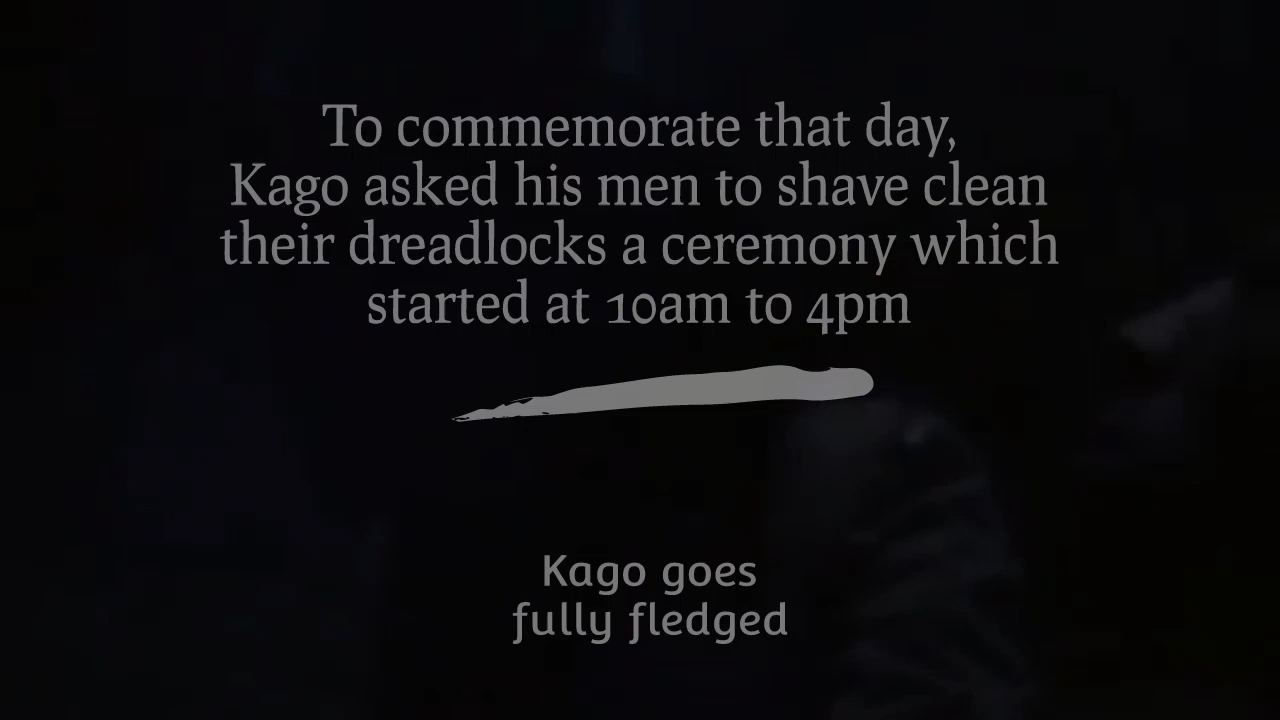 To commemorate that day,
Kago asked his men to shave clean
their dreadlocks a ceremony which
started at 10am to 4pm
Kago goes
fully fledged